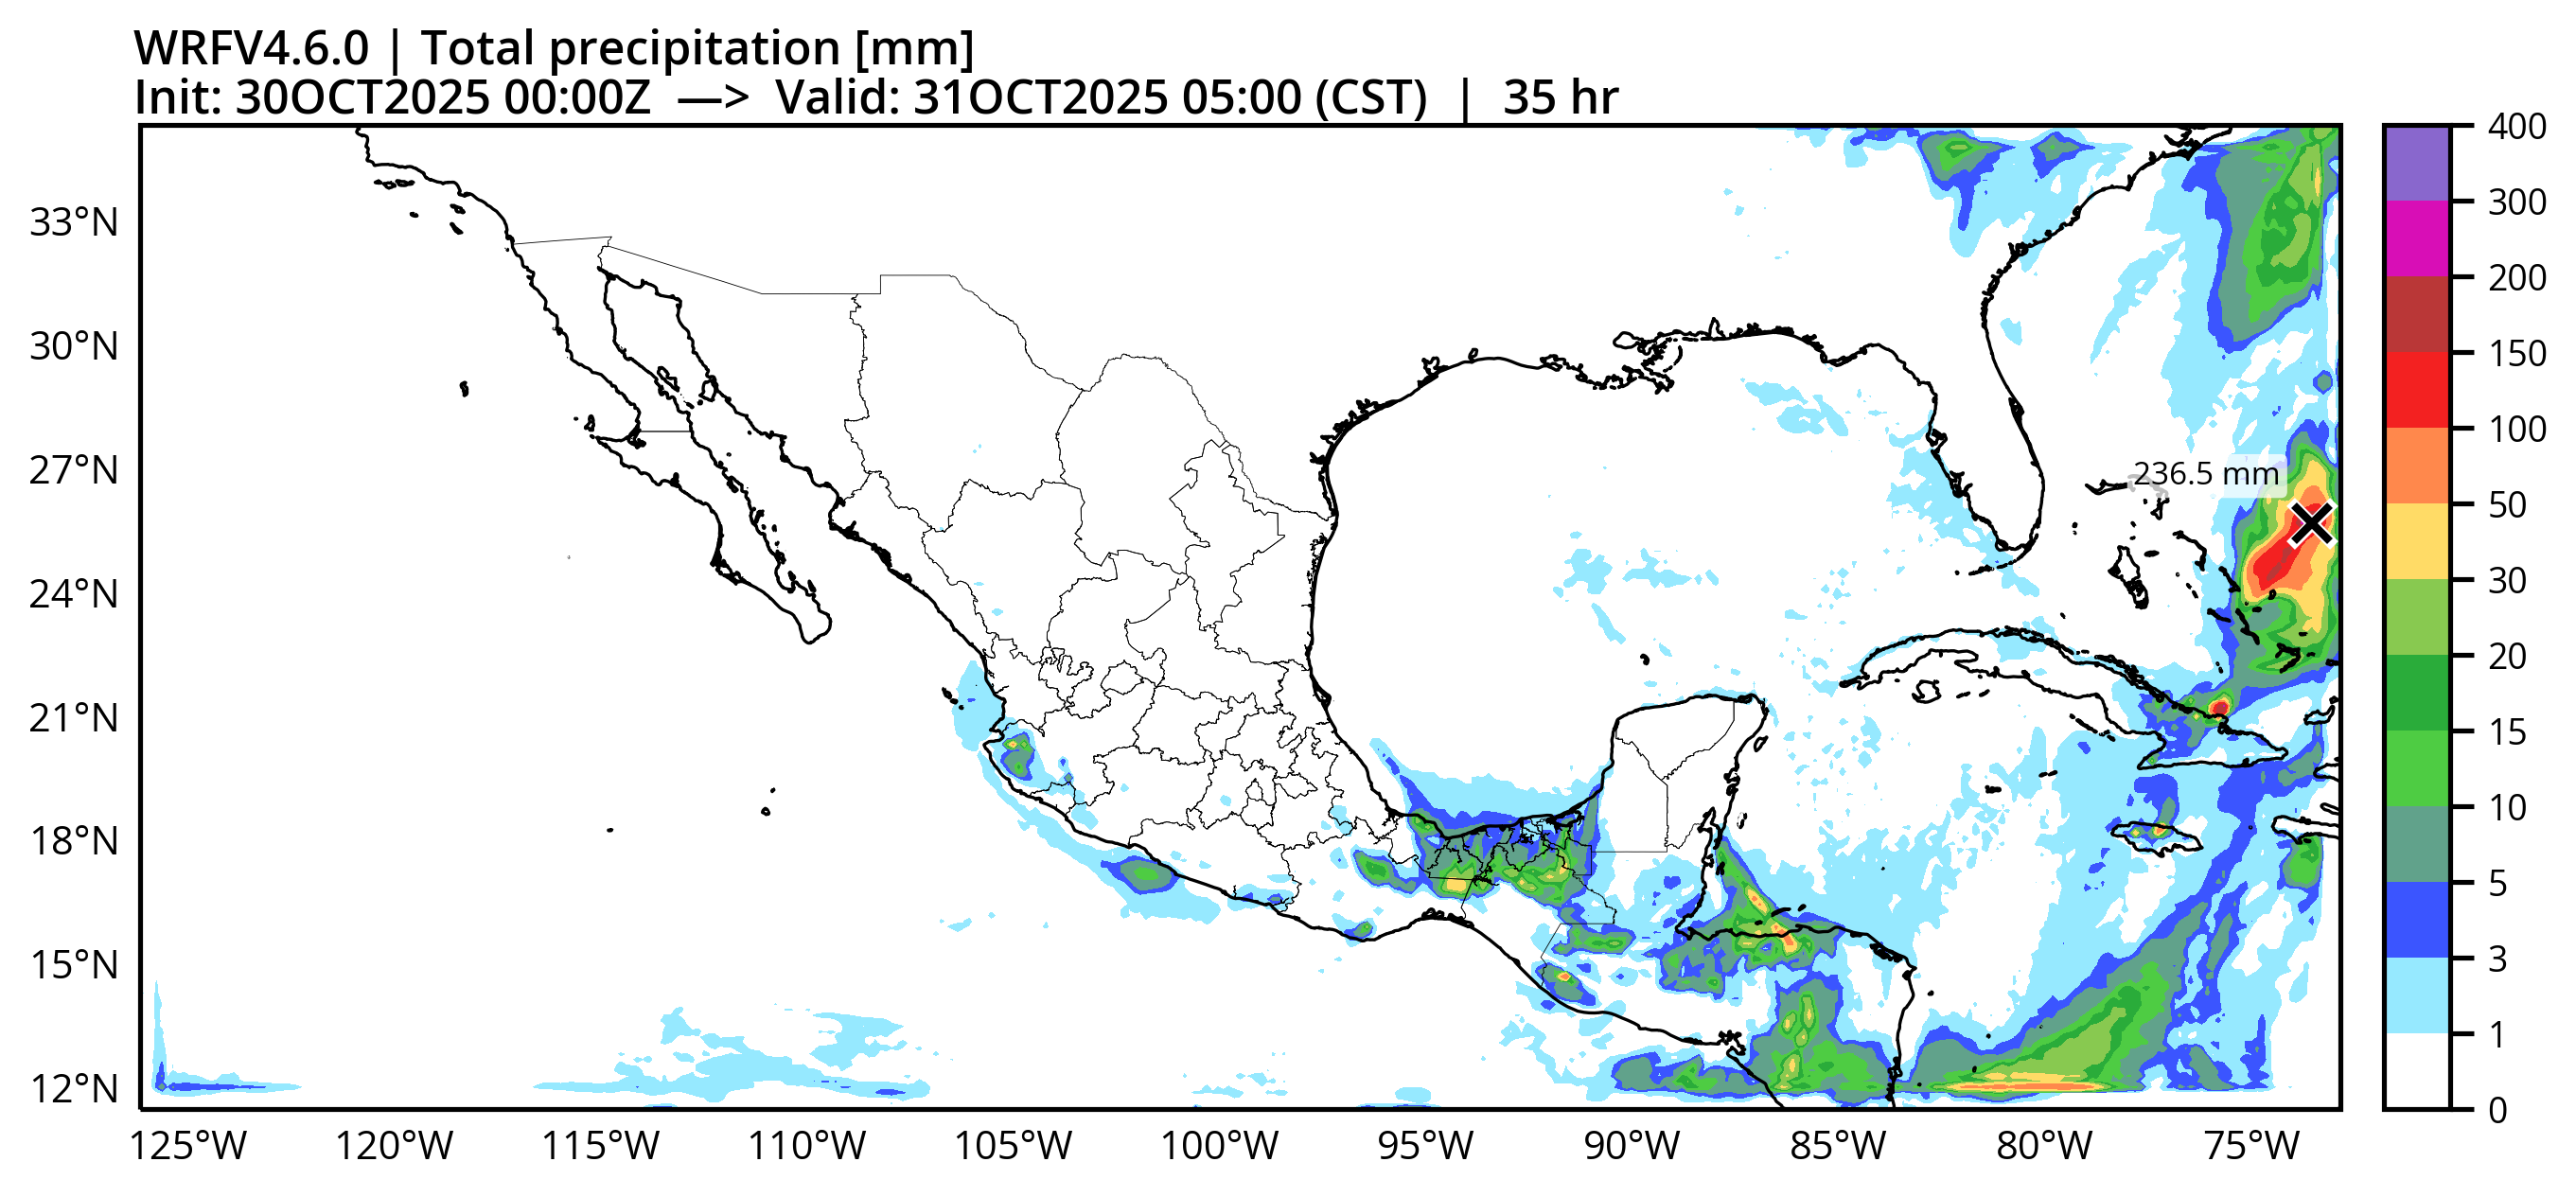 WRFV4.6.0 | Total precipitation [mm]
Init: 30OCT2025 00:00Z —> Valid: 31OCT2025 05:00 (CST) | 35 hr
33°N
30°N
27°N
24°N
21°N
18°N
15°N
12°N
125°W
120°W
115°W
110°W
105°W
100°W
95°W
90°W
85°W
80°W
75°W
236.5 mm
400
300
200
150
100
50
30
20
15
10
5
3
1
0